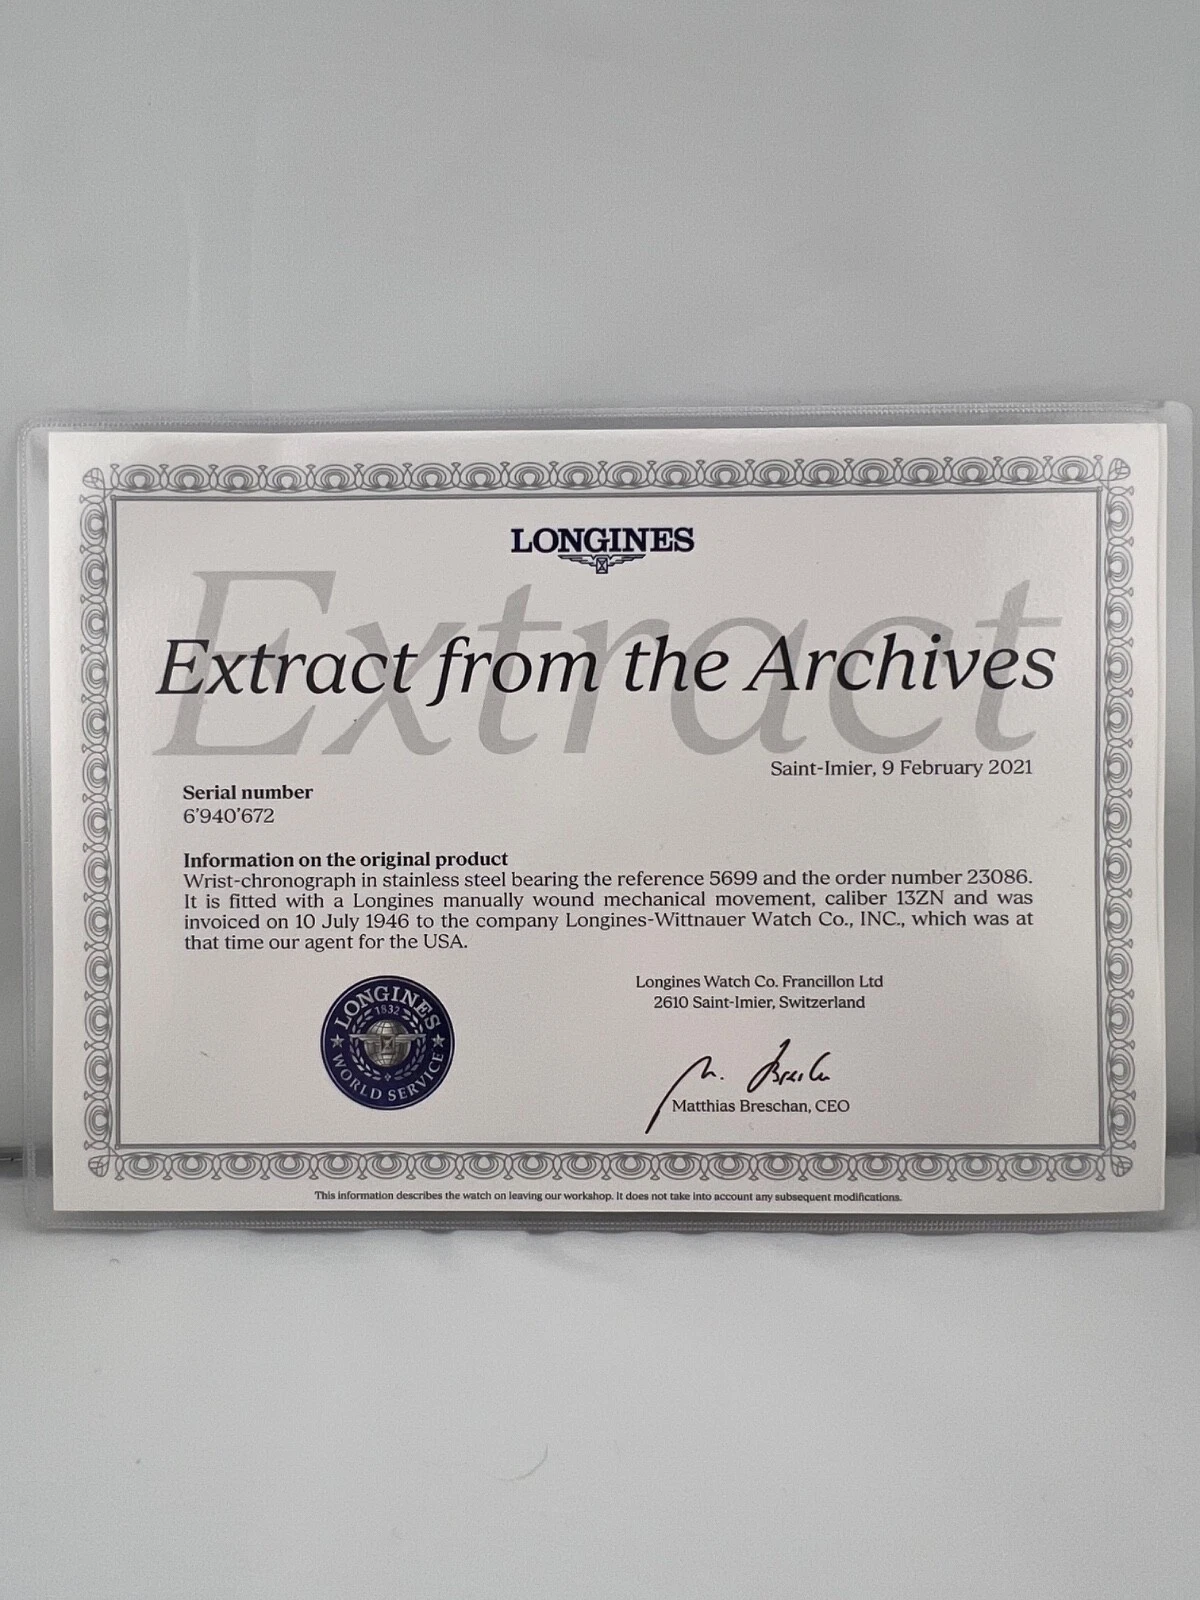 LONGINES
Extract
Extract from the Archives
Saint-Imier, 9 February 2021
Serial number
6'940'672
Information on the original product
Wrist-chronograph in stainless steel bearing the reference 5699 and the order number 23086.
It is fitted with a Longines manually wound mechanical movement, caliber 13ZN and was
invoiced on 10 July 1946 to the company Longines-Wittnauer Watch Co., INC., which was at
that time our agent for the USA.
Longines Watch Co. Francillon Ltd
2610 Saint-Imier, Switzerland
LONGINES
1832
WORLD SERVICE
M. Breschan
Matthias Breschan, CEO
This information describes the watch on leaving our workshop. It does not take into account any subsequent modifications.